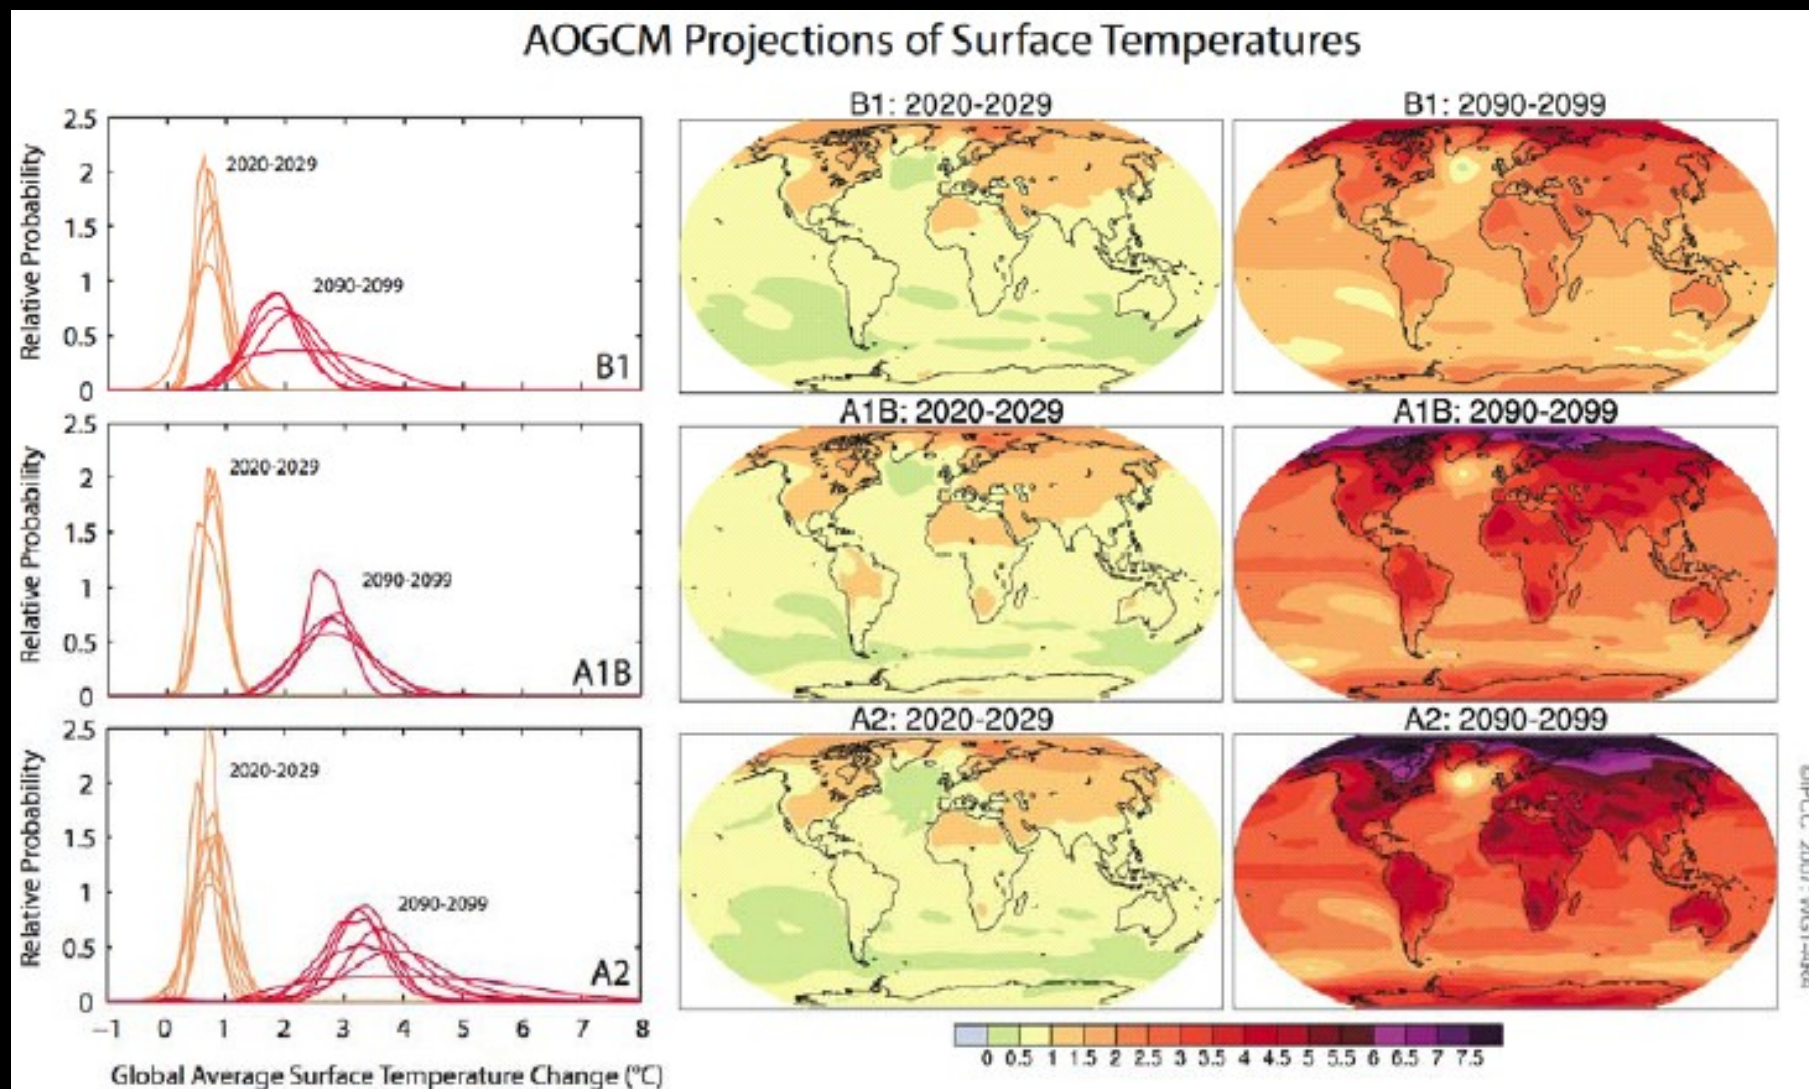 AOGCM Projections of Surface Temperatures
2.5
2
1.5
1
0.5
0
Relative Probability
2020-2029
2090-2099
B1
B1: 2020-2029
B1: 2090-2099
2.5
2
1.5
1
0.5
0
Relative Probability
2020-2029
2090-2099
A1B
A1B: 2020-2029
A1B: 2090-2099
2.5
2
1.5
1
0.5
0
Relative Probability
2020-2029
2090-2099
A2
A2: 2020-2029
A2: 2090-2099
−1 0 1 2 3 4 5 6 7 8
Global Average Surface Temperature Change (°C)
0 0.5 1 1.5 2 2.5 3 3.5 4 4.5 5 5.5 6 6.5 7 7.5